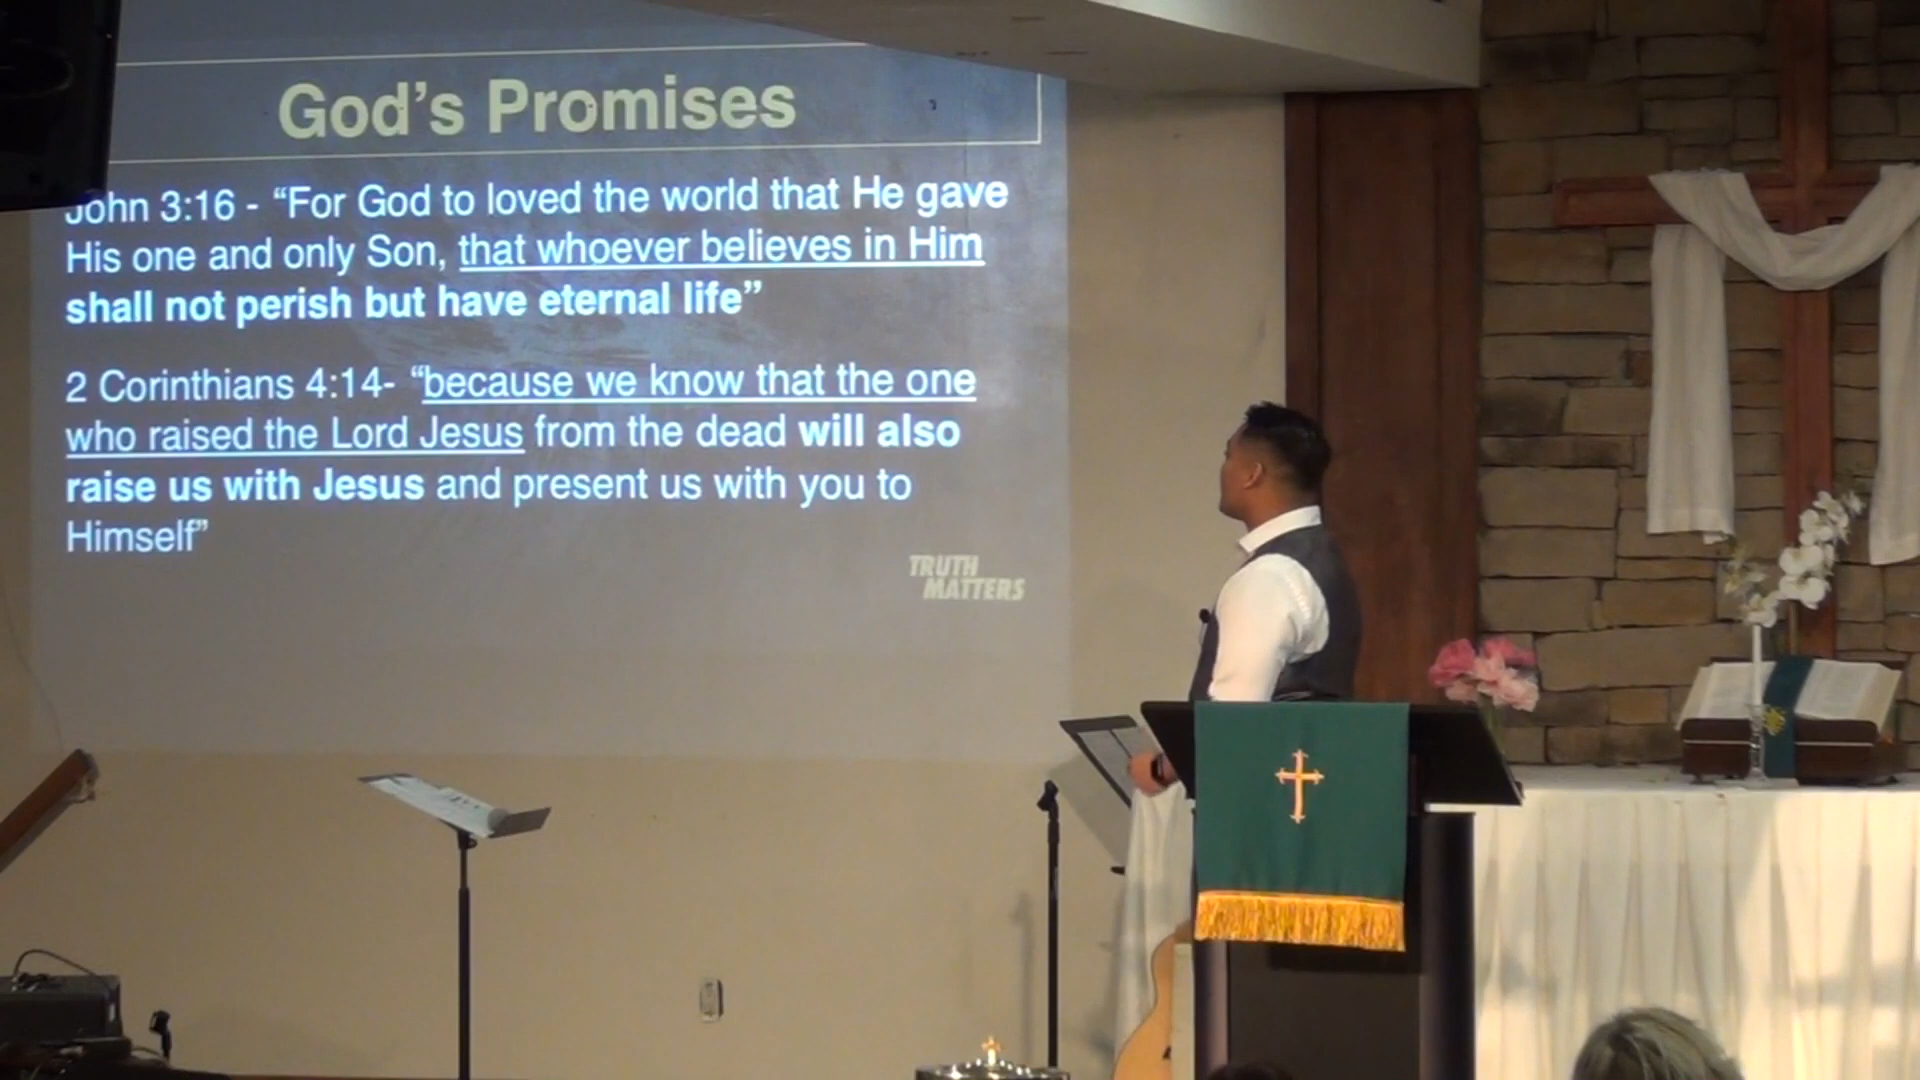 God's Promises
John 3:16 - “For God to loved the world that He gave
His one and only Son, that whoever believes in Him
shall not perish but have eternal life”
2 Corinthians 4:14- “because we know that the one
who raised the Lord Jesus from the dead will also
raise us with Jesus and present us with you to
Himself”
TRUTH
MATTERS